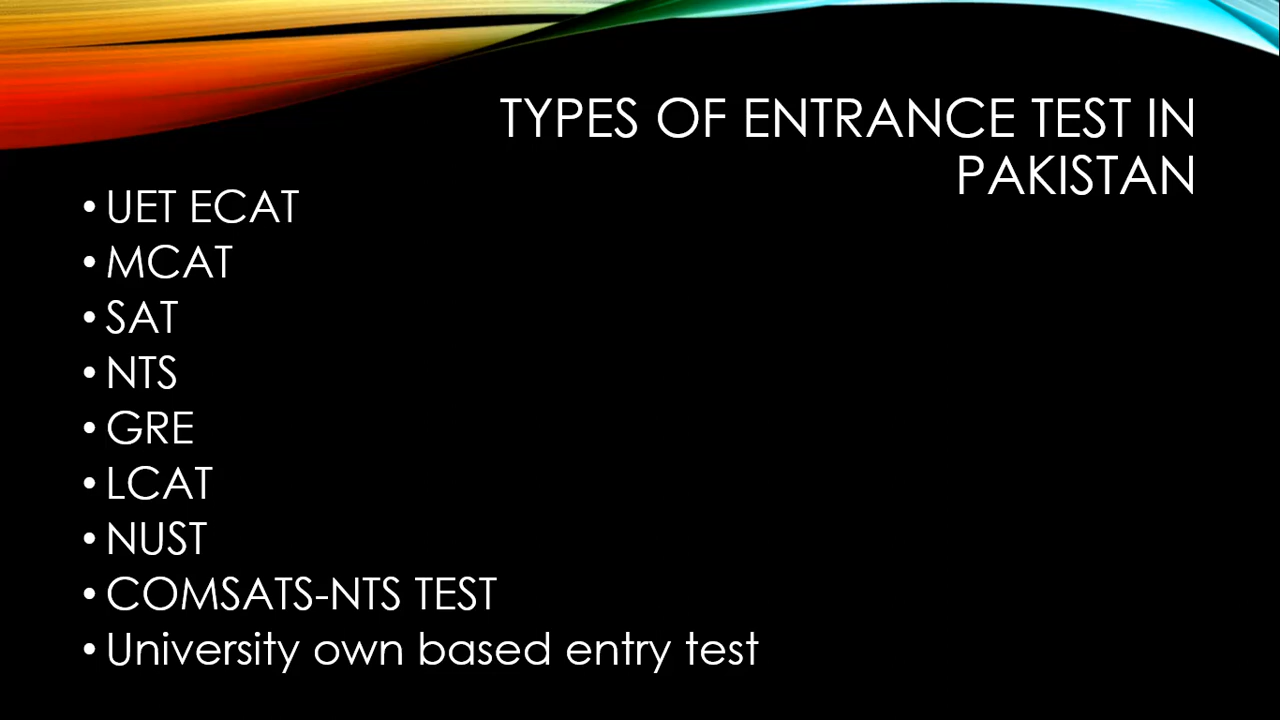 TYPES OF ENTRANCE TEST IN
PAKISTAN
• UET ECAT
• MCAT
• SAT
• NTS
• GRE
• LCAT
• NUST
• COMSATS-NTS TEST
• University own based entry test